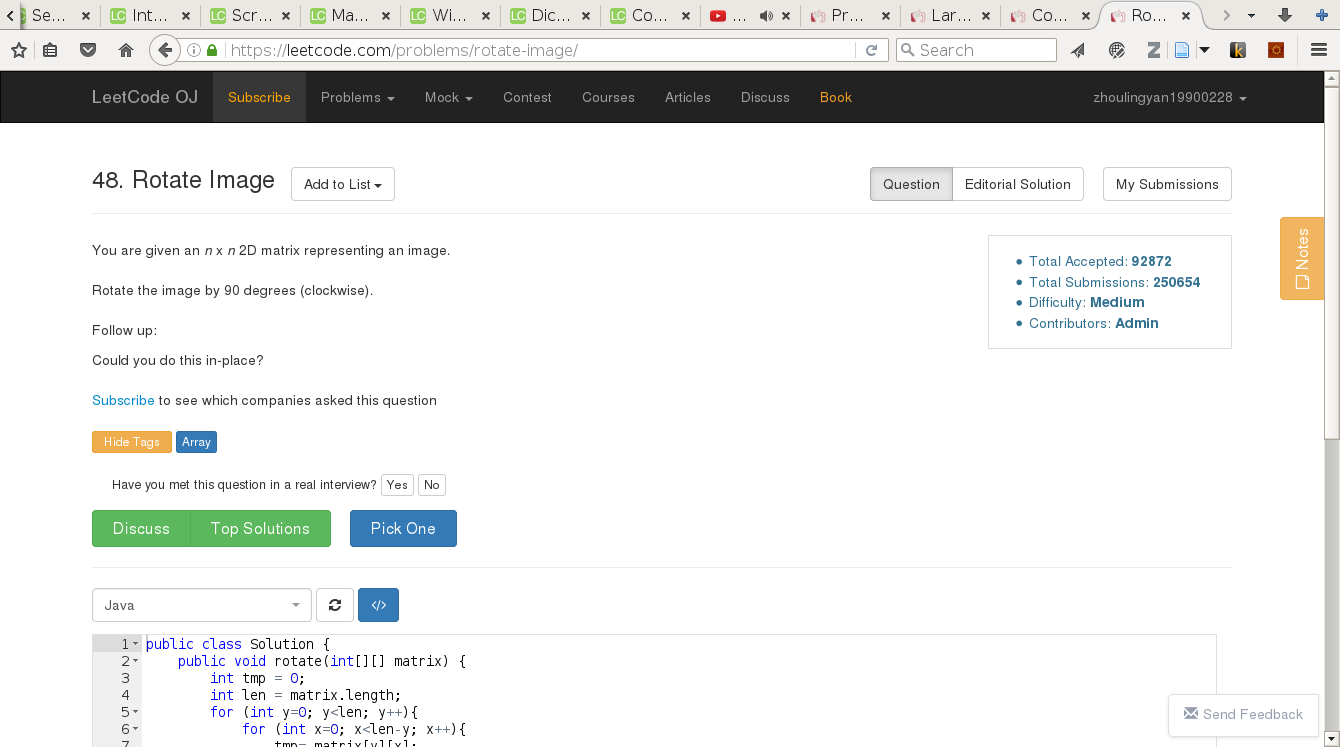 Se... Int... Scr... Ma... Wi... Dic... Co... ... Pr... Lar... Co... Ro...
https://leetcode.com/problems/rotate-image/ Search
LeetCode OJ Subscribe Problems Mock Contest Courses Articles Discuss Book zhoulingyan19900228
48. Rotate Image Add to List Question Editorial Solution My Submissions
You are given an n x n 2D matrix representing an image.
Total Accepted: 92872
Total Submissions: 250654
Difficulty: Medium
Contributors: Admin
Notes
Rotate the image by 90 degrees (clockwise).
Follow up:
Could you do this in-place?
Subscribe to see which companies asked this question
Hide Tags Array
Have you met this question in a real interview? Yes No
Discuss Top Solutions Pick One
Java </>
1 public class Solution {
2 public void rotate(int[][] matrix) {
3 int tmp = 0;
4 int len = matrix.length;
5 for (int y=0; y<len; y++){
6 for (int x=0; x<len-y; x++){
7 tmp= matrix[y][x];
Send Feedback